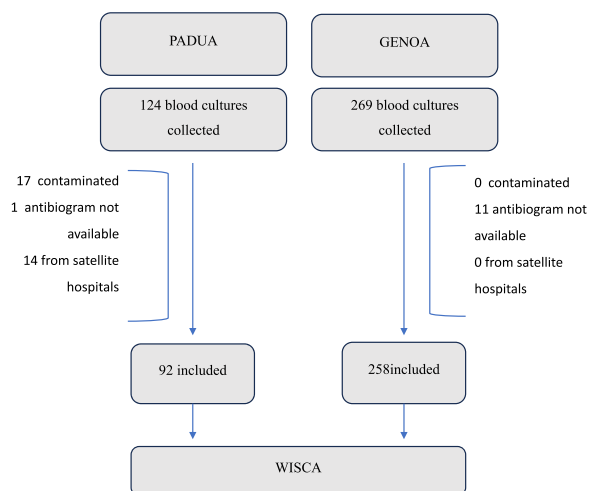 PADUA
GENOA
124 blood cultures
collected
269 blood cultures
collected
17 contaminated
1 antibiogram not
available
14 from satellite
hospitals
0 contaminated
11 antibiogram not
available
0 from satellite
hospitals
92 included
258included
WISCA